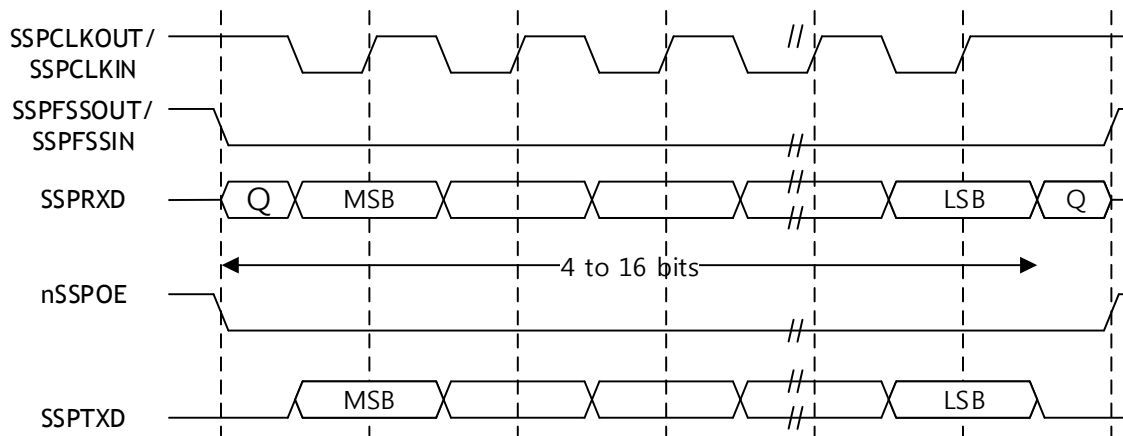 SSPCLKOUT/
SSPCLKIN
SSPFSSOUT/
SSPFSSIN
SSPRXD
Q
MSB
LSB
Q
4 to 16 bits
nSSPOE
SSPTXD
MSB
LSB